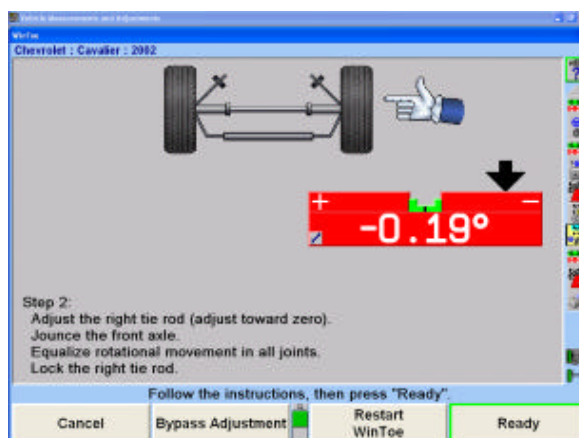 Vehicle Measurements and Adjustments
WinToe
Chevrolet : Cavalier : 2002
+ −
-0.19°
Step 2:
Adjust the right tie rod (adjust toward zero).
Jounce the front axle.
Equalize rotational movement in all joints.
Lock the right tie rod.
Follow the instructions, then press "Ready".
Cancel
Bypass Adjustment
Restart
WinToe
Ready